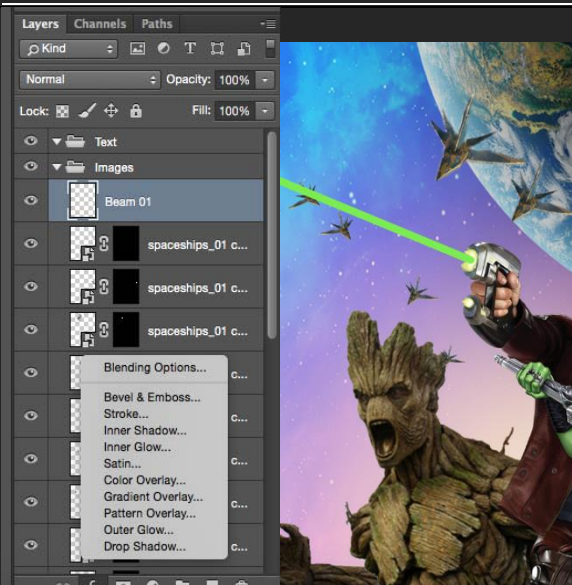 Layers Channels Paths
Kind
Normal Opacity: 100%
Lock: Fill: 100%
Text
Images
Beam 01
spaceships_01 c...
spaceships_01 c...
spaceships_01 c...
Blending Options... c...
Bevel & Emboss...
Stroke... c...
Inner Shadow...
Inner Glow... c...
Satin...
Color Overlay...
Gradient Overlay... c...
Pattern Overlay...
Outer Glow...
Drop Shadow... c...